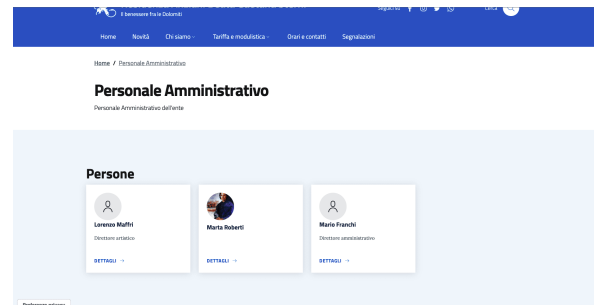 Il benessere fra le Dolomiti
Seguici su
Cerca
Home Novità Chi siamo Tariffa e modulistica Orari e contatti Segnalazioni
Home / Personale Amministrativo
Personale Amministrativo
Personale Amministrativo dell'ente
Persone
Lorenzo Maffri
Direttore artistico
DETTAGLI →
Marta Roberti
DETTAGLI →
Mario Franchi
Direttore amministrativo
DETTAGLI →